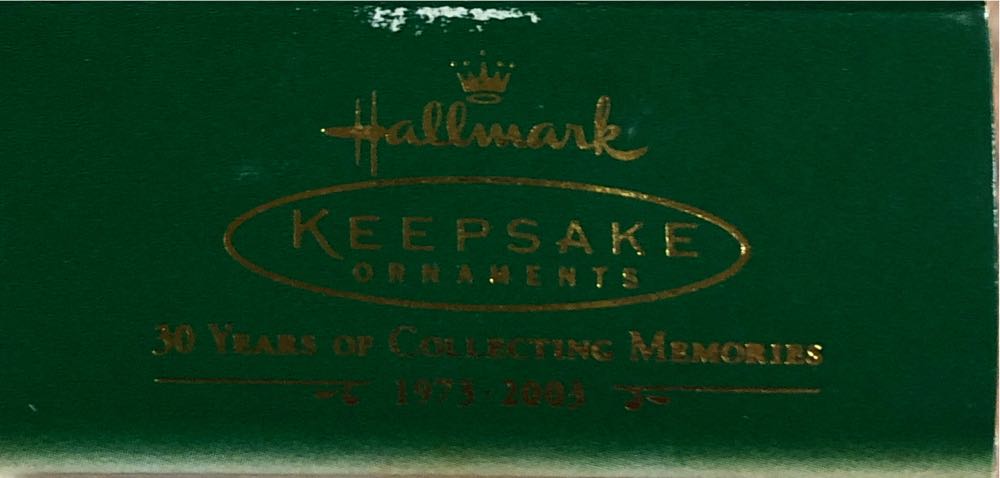 Hallmark
KEEPSAKE
ORNAMENTS
30 YEARS OF COLLECTING MEMORIES
1973-2003